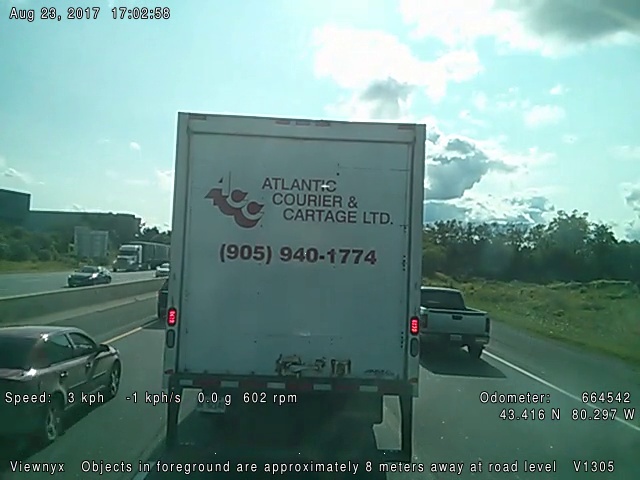 Aug 23, 2017 17:02:58
ATLANTIC
COURIER &
CARTAGE LTD.
(905) 940-1774
Speed: 3 kph -1 kph/s 0.0 g 602 rpm
Odometer: 664542
43.416 N 80.297 W
Viewnyx Objects in foreground are approximately 8 meters away at road level V1305